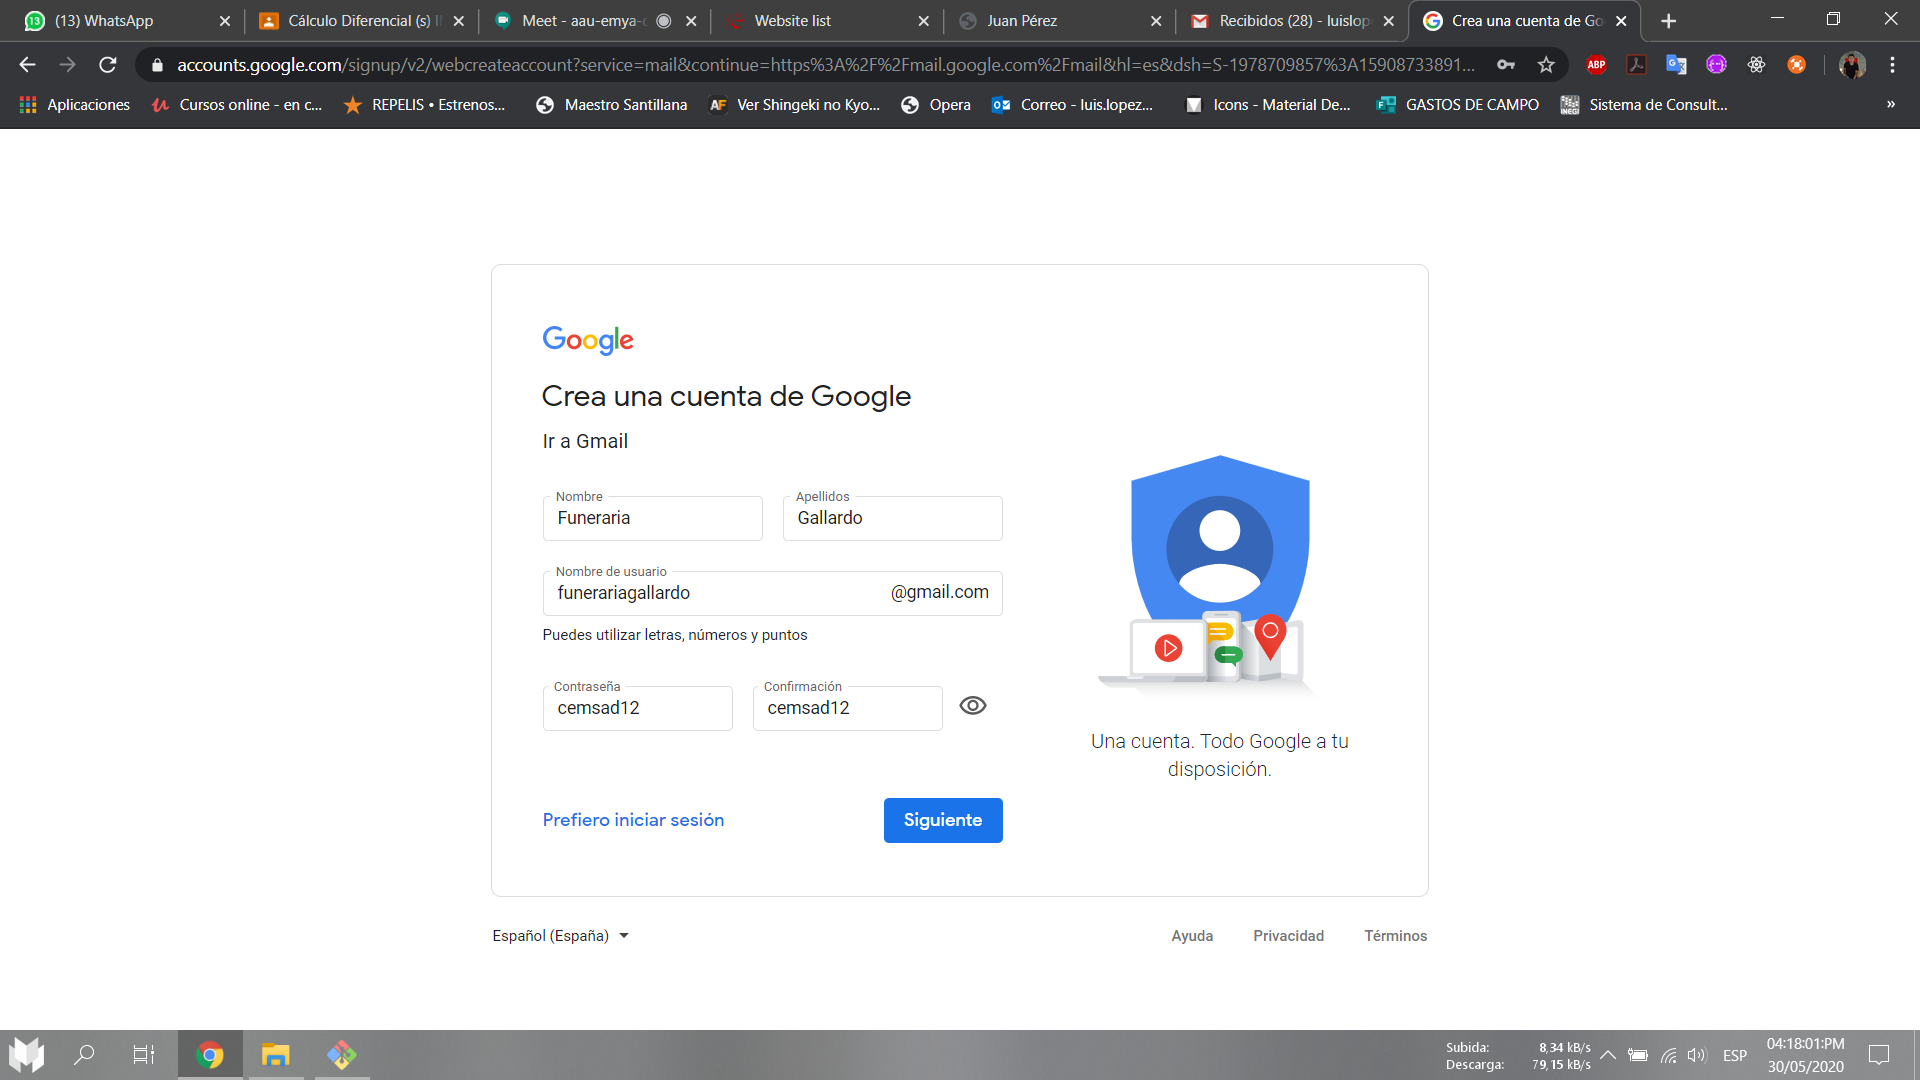 (13) WhatsApp
Cálculo Diferencial (s) I
Meet - aau-emya-
Website list
Juan Pérez
Recibidos (28) - luislop
Crea una cuenta de Go
accounts.google.com/signup/v2/webcreateaccount?service=mail&continue=https%3A%2F%2Fmail.google.com%2Fmail&hl=es&dsh=S-1978709857%3A15908733891...
ABP
Aplicaciones
Cursos online - en c...
REPELIS • Estrenos...
Maestro Santillana
AF
Ver Shingeki no Kyo...
Opera
Correo - luis.lopez...
Icons - Material De...
GASTOS DE CAMPO
INEGI
Sistema de Consult...
»
Google
Crea una cuenta de Google
Ir a Gmail
Nombre
Apellidos
Funeraria
Gallardo
Nombre de usuario
funerariagallardo
@gmail.com
Puedes utilizar letras, números y puntos
Contraseña
Confirmación
cemsad12
cemsad12
Una cuenta. Todo Google a tu
disposición.
Prefiero iniciar sesión
Siguiente
Español (España)
Ayuda
Privacidad
Términos
Subida: 8,34 kB/s
Descarga: 79,15 kB/s
ESP
04:18:01:PM
30/05/2020